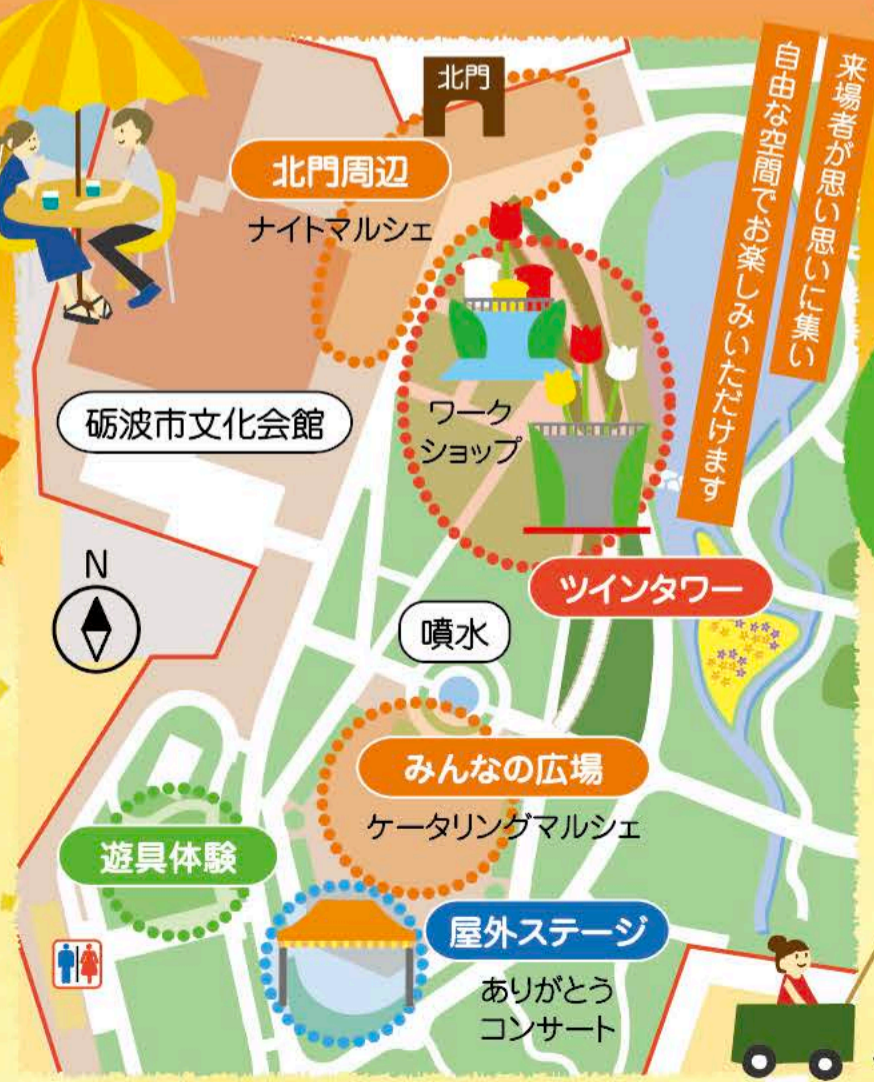 来場者が思い思いに集い
自由な空間でお楽しみいただけます
北門
北門周辺
ナイトマルシェ
ワーク
ショップ
砺波市文化会館
N
ツインタワー
噴水
みんなの広場
ケータリングマルシェ
遊具体験
屋外ステージ
ありがとう
コンサート